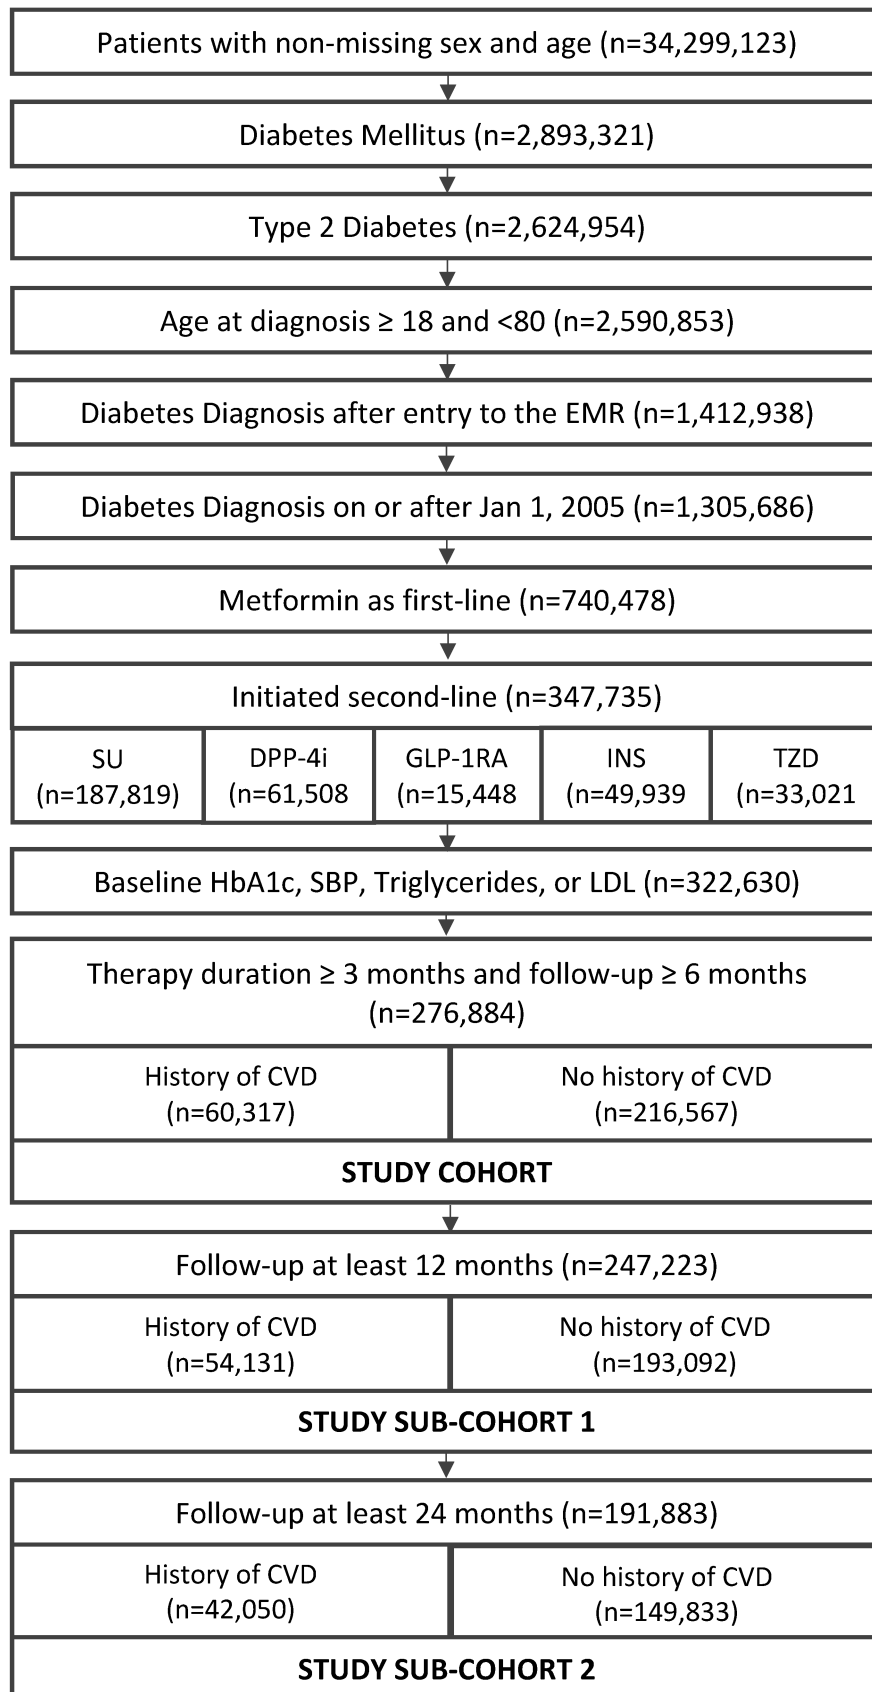 Patients with non-missing sex and age (n=34,299,123)
Diabetes Mellitus (n=2,893,321)
Type 2 Diabetes (n=2,624,954)
Age at diagnosis ≥ 18 and <80 (n=2,590,853)
Diabetes Diagnosis after entry to the EMR (n=1,412,938)
Diabetes Diagnosis on or after Jan 1, 2005 (n=1,305,686)
Metformin as first-line (n=740,478)
Initiated second-line (n=347,735)
SU
(n=187,819)
DPP-4i
(n=61,508
GLP-1RA
(n=15,448
INS
(n=49,939
TZD
(n=33,021
Baseline HbA1c, SBP, Triglycerides, or LDL (n=322,630)
Therapy duration ≥ 3 months and follow-up ≥ 6 months
(n=276,884)
History of CVD
(n=60,317)
No history of CVD
(n=216,567)
STUDY COHORT
Follow-up at least 12 months (n=247,223)
History of CVD
(n=54,131)
No history of CVD
(n=193,092)
STUDY SUB-COHORT 1
Follow-up at least 24 months (n=191,883)
History of CVD
(n=42,050)
No history of CVD
(n=149,833)
STUDY SUB-COHORT 2